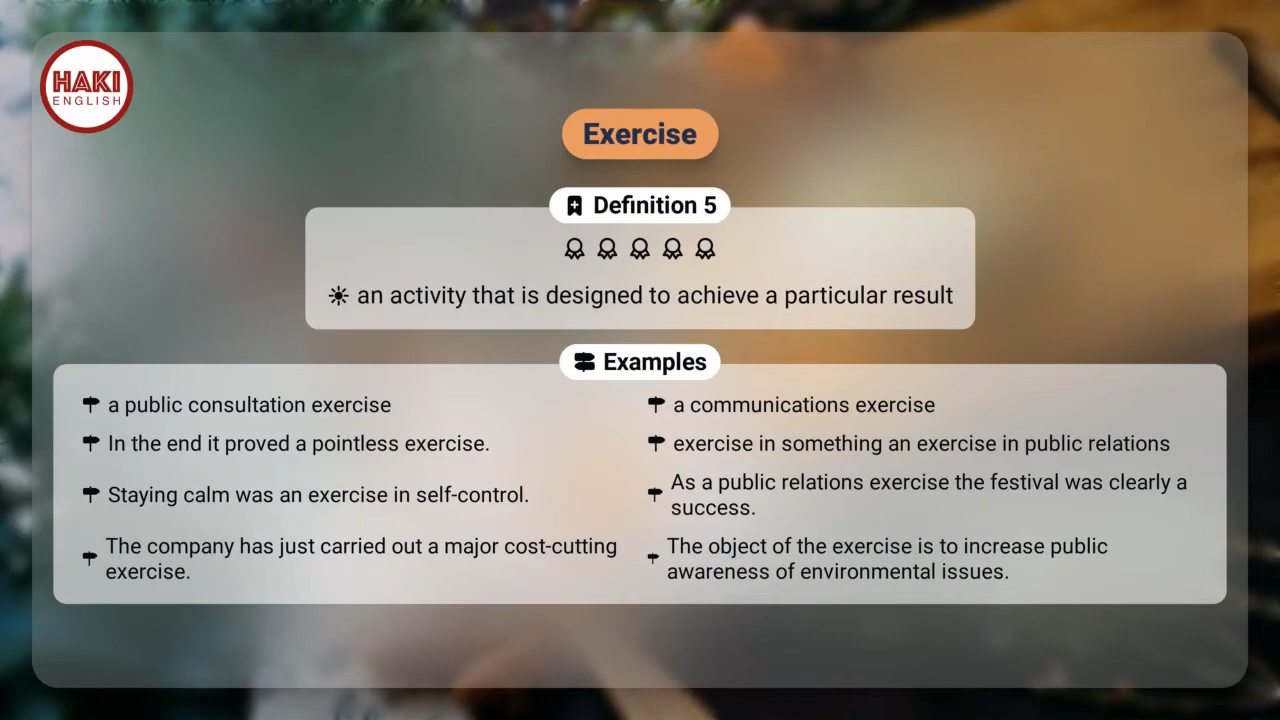 HAKI
ENGLISH
Exercise
Definition 5
an activity that is designed to achieve a particular result
Examples
a public consultation exercise
a communications exercise
In the end it proved a pointless exercise.
exercise in something an exercise in public relations
Staying calm was an exercise in self-control.
As a public relations exercise the festival was clearly a
success.
The company has just carried out a major cost-cutting
exercise.
The object of the exercise is to increase public
awareness of environmental issues.